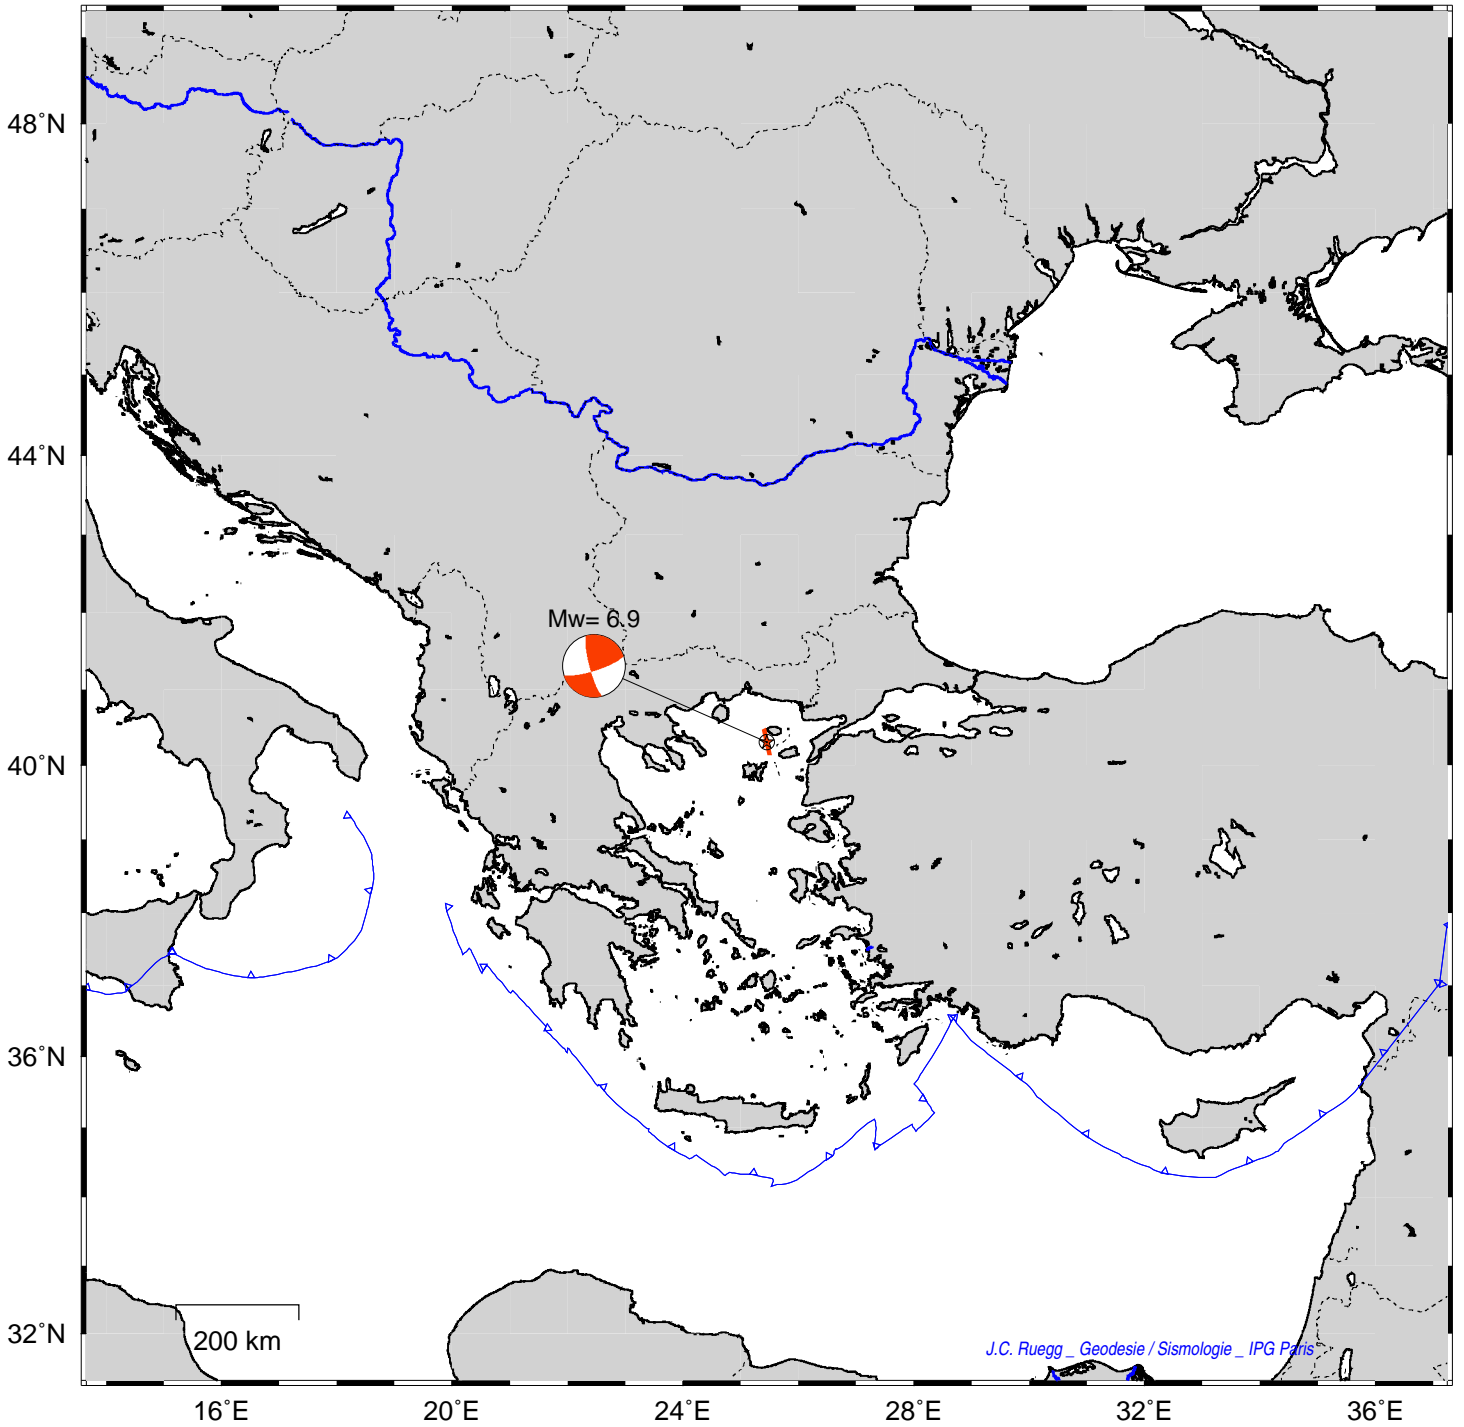 48°N
44°N
Mw= 6.9
40°N
36°N
32°N
200 km
J.C. Ruegg _ Geodesie / Sismologie _ IPG Paris
16°E 20°E 24°E 28°E 32°E 36°E